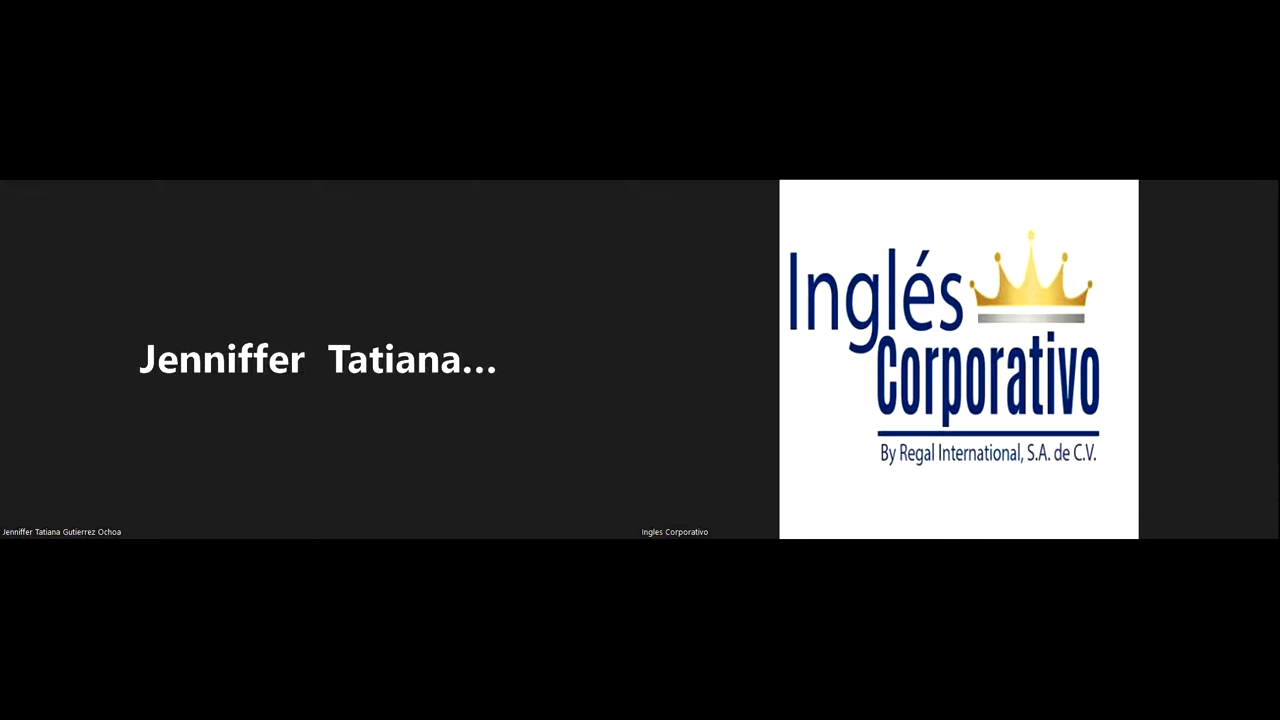 Jenniffer Tatiana...
Jenniffer Tatiana Gutierrez Ochoa
Inglés
Corporativo
By Regal International, S.A. de C.V.
Ingles Corporativo